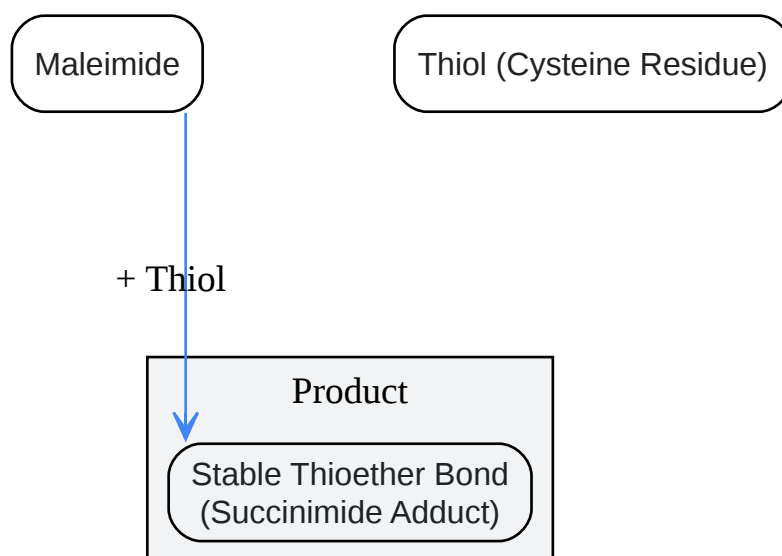 Maleimide
Thiol (Cysteine Residue)
+ Thiol
Product
Stable Thioether Bond
(Succinimide Adduct)